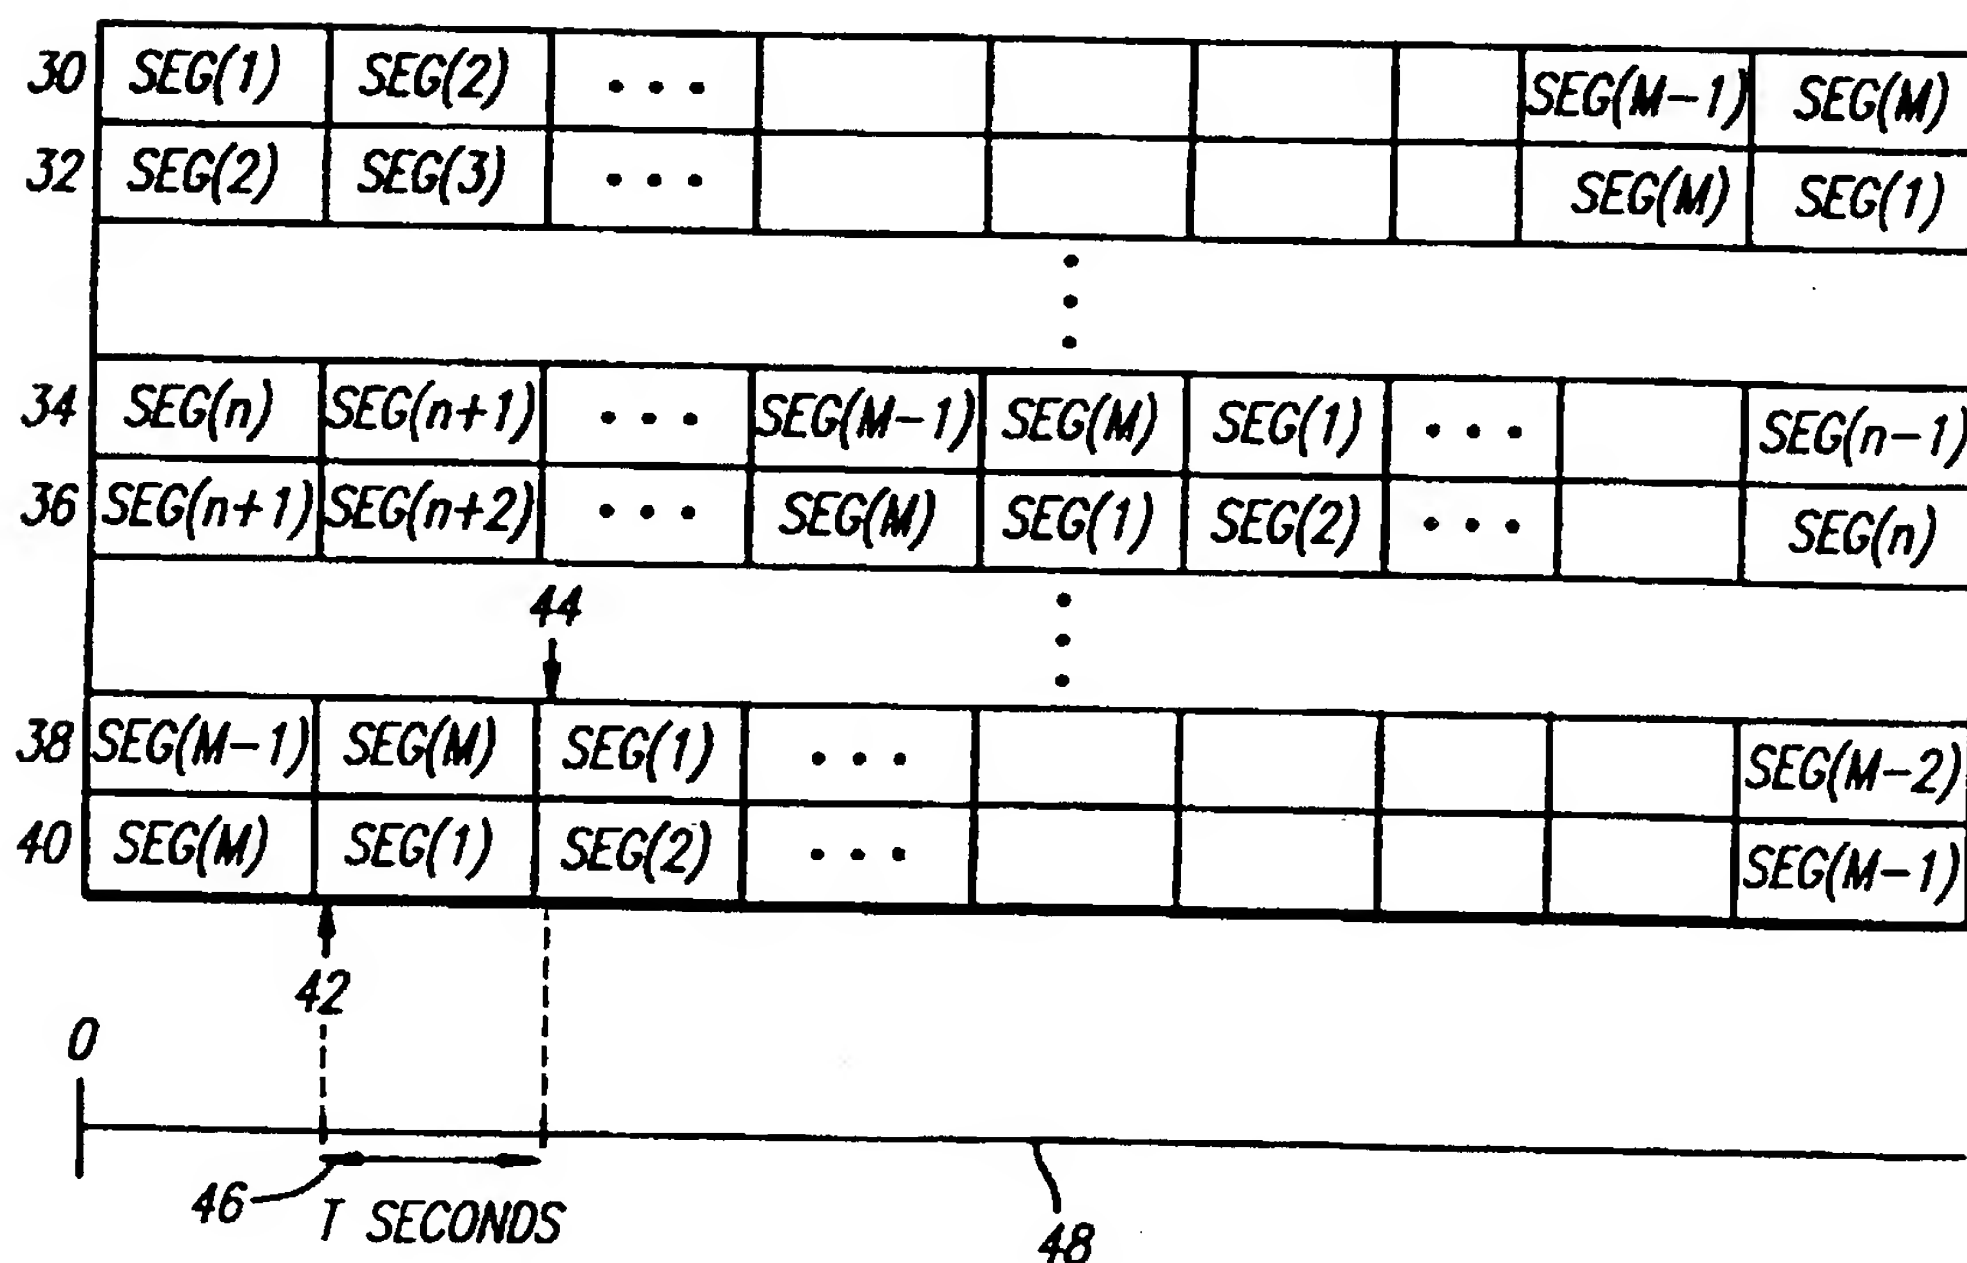 30 SEG(1) SEG(2) ... SEG(M-1) SEG(M)
32 SEG(2) SEG(3) ... SEG(M) SEG(1)
34 SEG(n) SEG(n+1) ... SEG(M-1) SEG(M) SEG(1) ... SEG(n-1)
36 SEG(n+1) SEG(n+2) ... SEG(M) SEG(1) SEG(2) ... SEG(n)
44
38 SEG(M-1) SEG(M) SEG(1) ... SEG(M-2)
40 SEG(M) SEG(1) SEG(2) ... SEG(M-1)
42
0
46 T SECONDS
48